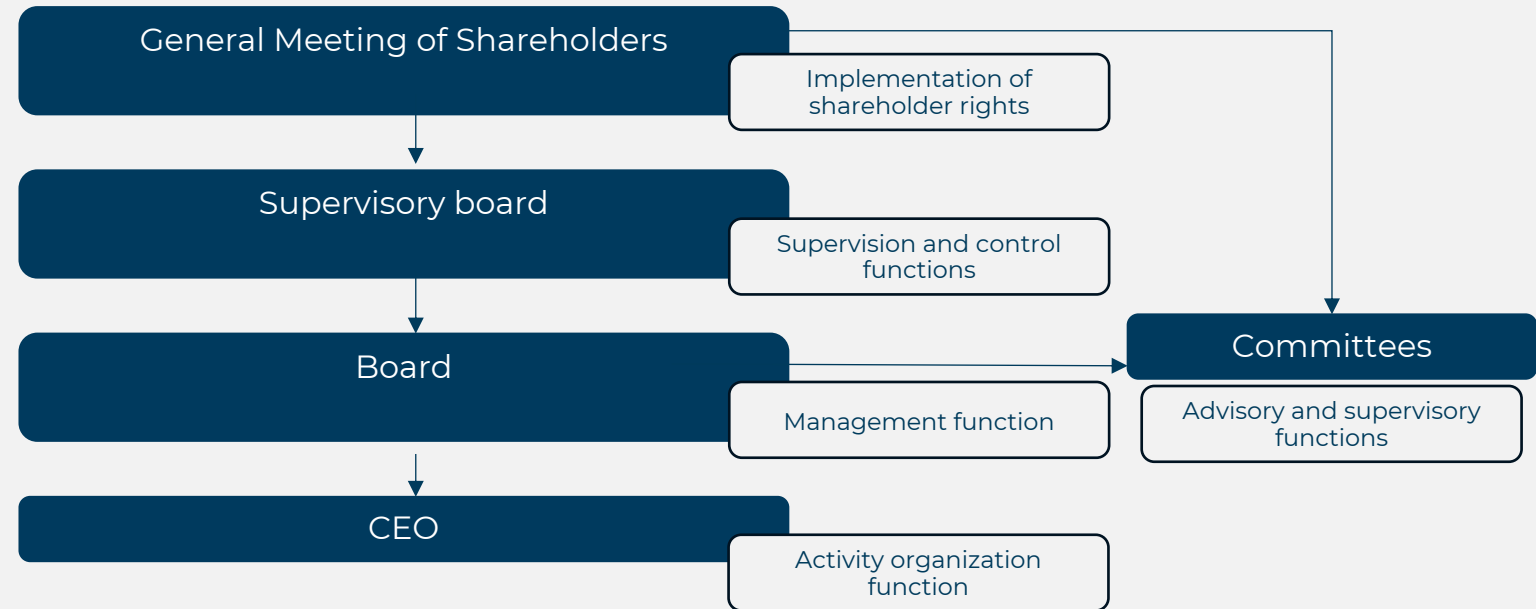 General Meeting of Shareholders
Implementation of
shareholder rights
Supervisory board
Supervision and control
functions
Board
Management function
Committees
Advisory and supervisory
functions
CEO
Activity organization
function